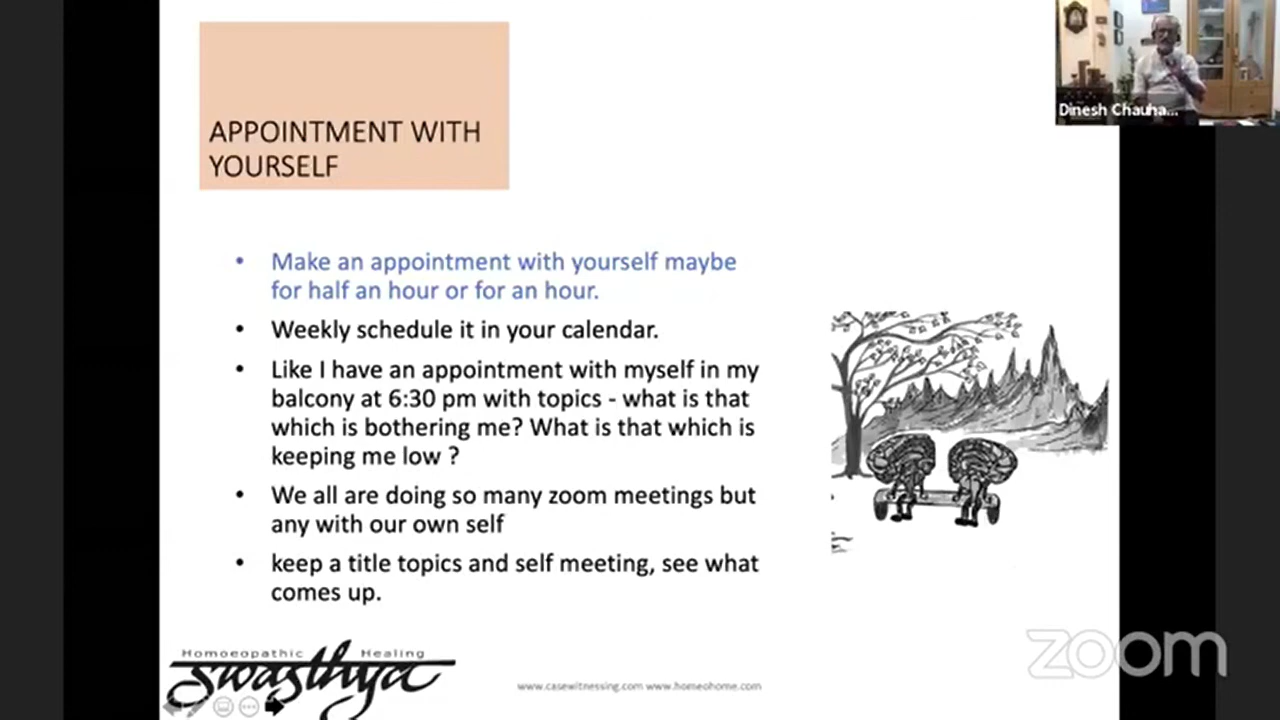 APPOINTMENT WITH
YOURSELF
Dinesh Chauha...
• Make an appointment with yourself maybe
for half an hour or for an hour.
• Weekly schedule it in your calendar.
• Like I have an appointment with myself in my
balcony at 6:30 pm with topics - what is that
which is bothering me? What is that which is
keeping me low ?
• We all are doing so many zoom meetings but
any with our own self
• keep a title topics and self meeting, see what
comes up.
Homoeopathic Healing
swasthya
www.casewitnessing.com www.homeohome.com
zoom